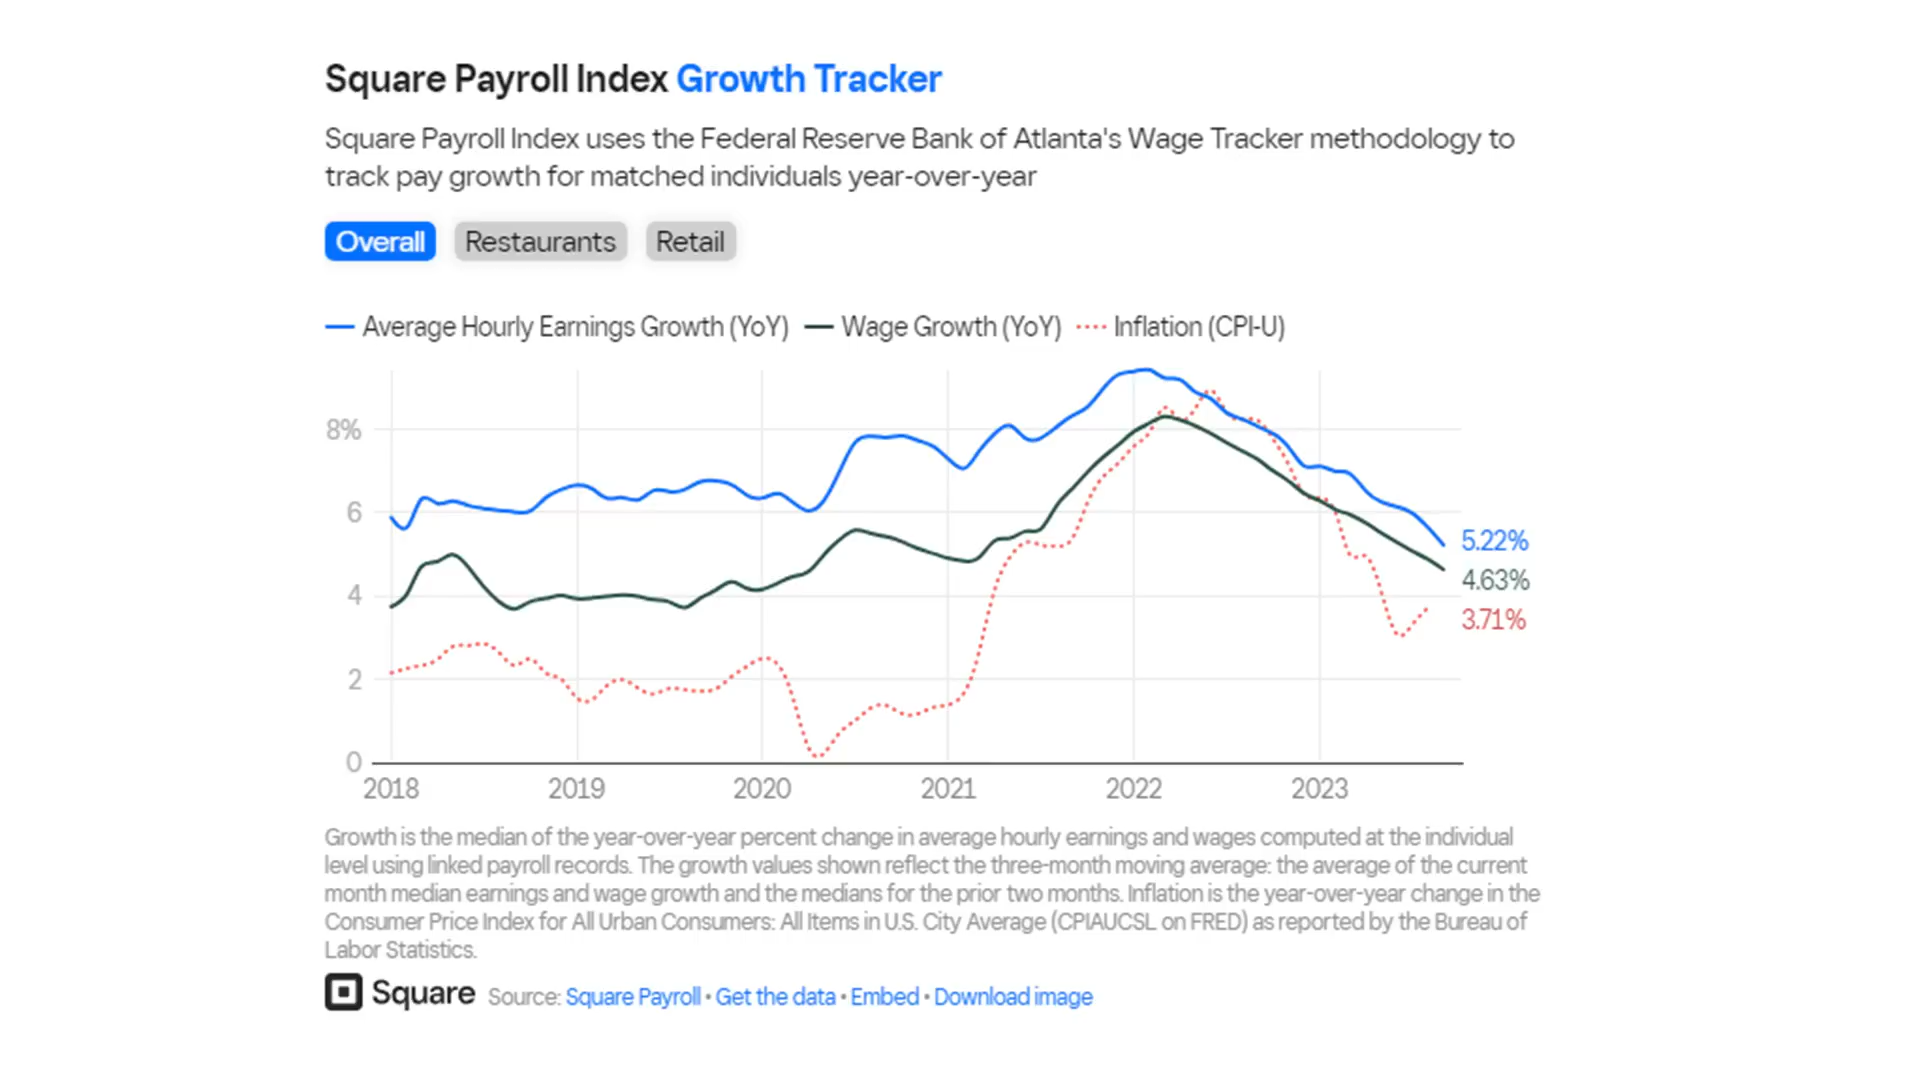 Square Payroll Index Growth Tracker
Square Payroll Index uses the Federal Reserve Bank of Atlanta's Wage Tracker methodology to
track pay growth for matched individuals year-over-year
Overall Restaurants Retail
Average Hourly Earnings Growth (YoY) Wage Growth (YoY) Inflation (CPI-U)
8%
6
4
2
0
5.22%
4.63%
3.71%
2018 2019 2020 2021 2022 2023
Growth is the median of the year-over-year percent change in average hourly earnings and wages computed at the individual
level using linked payroll records. The growth values shown reflect the three-month moving average: the average of the current
month median earnings and wage growth and the medians for the prior two months. Inflation is the year-over-year change in the
Consumer Price Index for All Urban Consumers: All Items in U.S. City Average (CPIAUCSL on FRED) as reported by the Bureau of
Labor Statistics.
Square Source: Square Payroll • Get the data • Embed • Download image